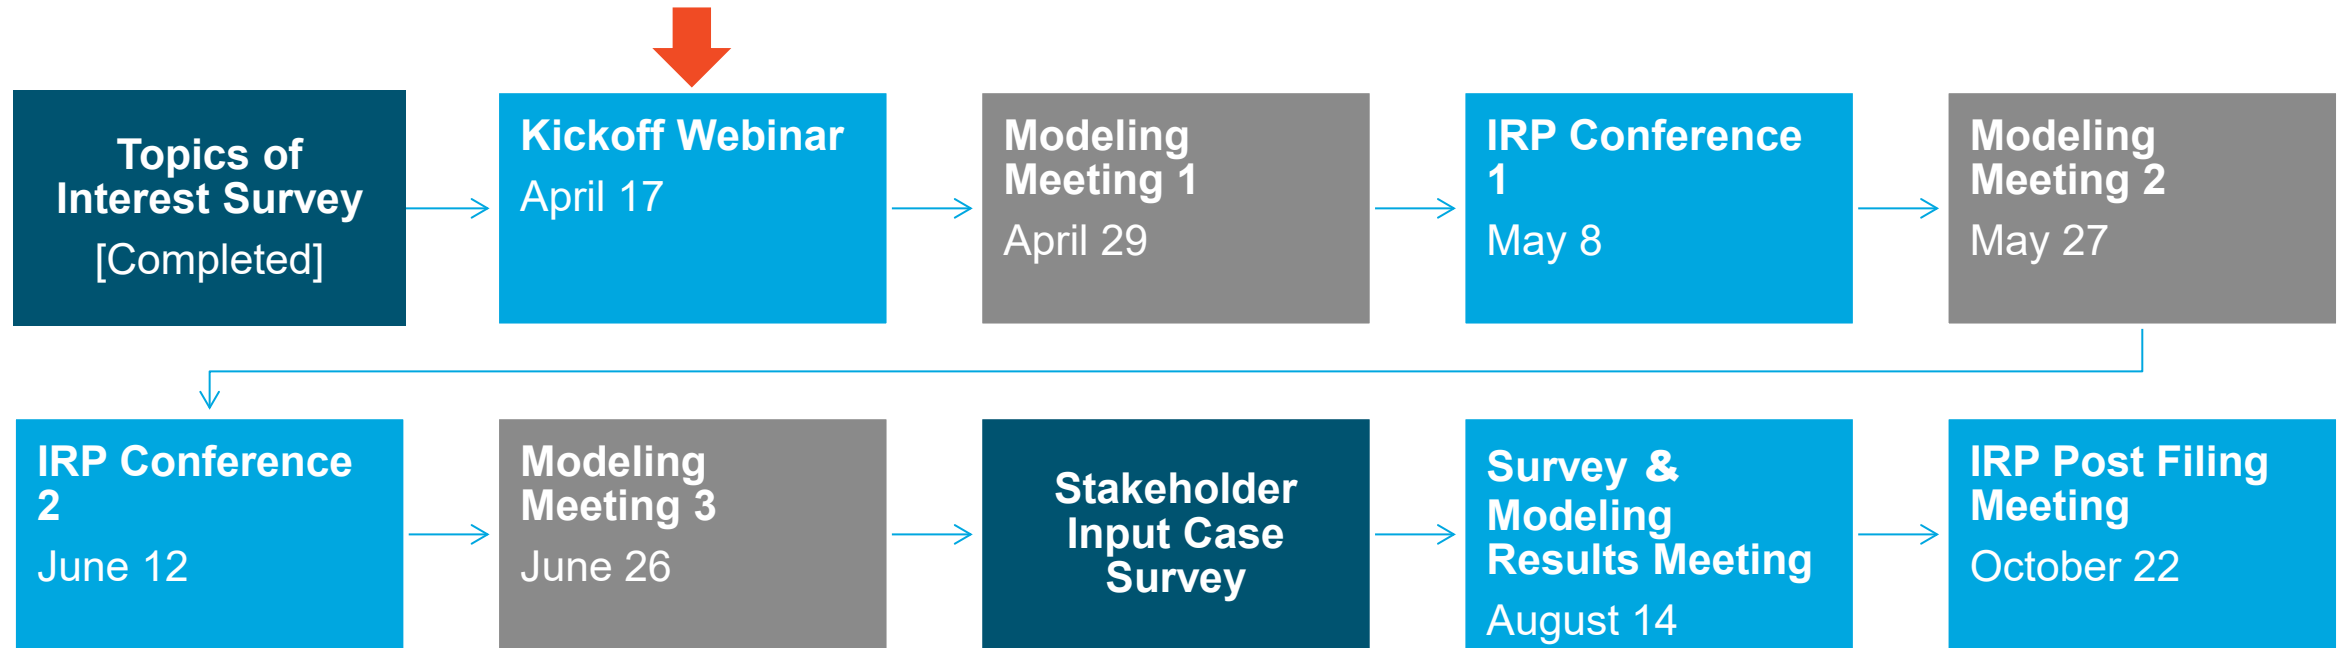 Topics of
Interest Survey
[Completed]
Kickoff Webinar
April 17
Modeling
Meeting 1
April 29
IRP Conference
1
May 8
Modeling
Meeting 2
May 27
IRP Conference
2
June 12
Modeling
Meeting 3
June 26
Stakeholder
Input Case
Survey
Survey &
Modeling
Results Meeting
August 14
IRP Post Filing
Meeting
October 22